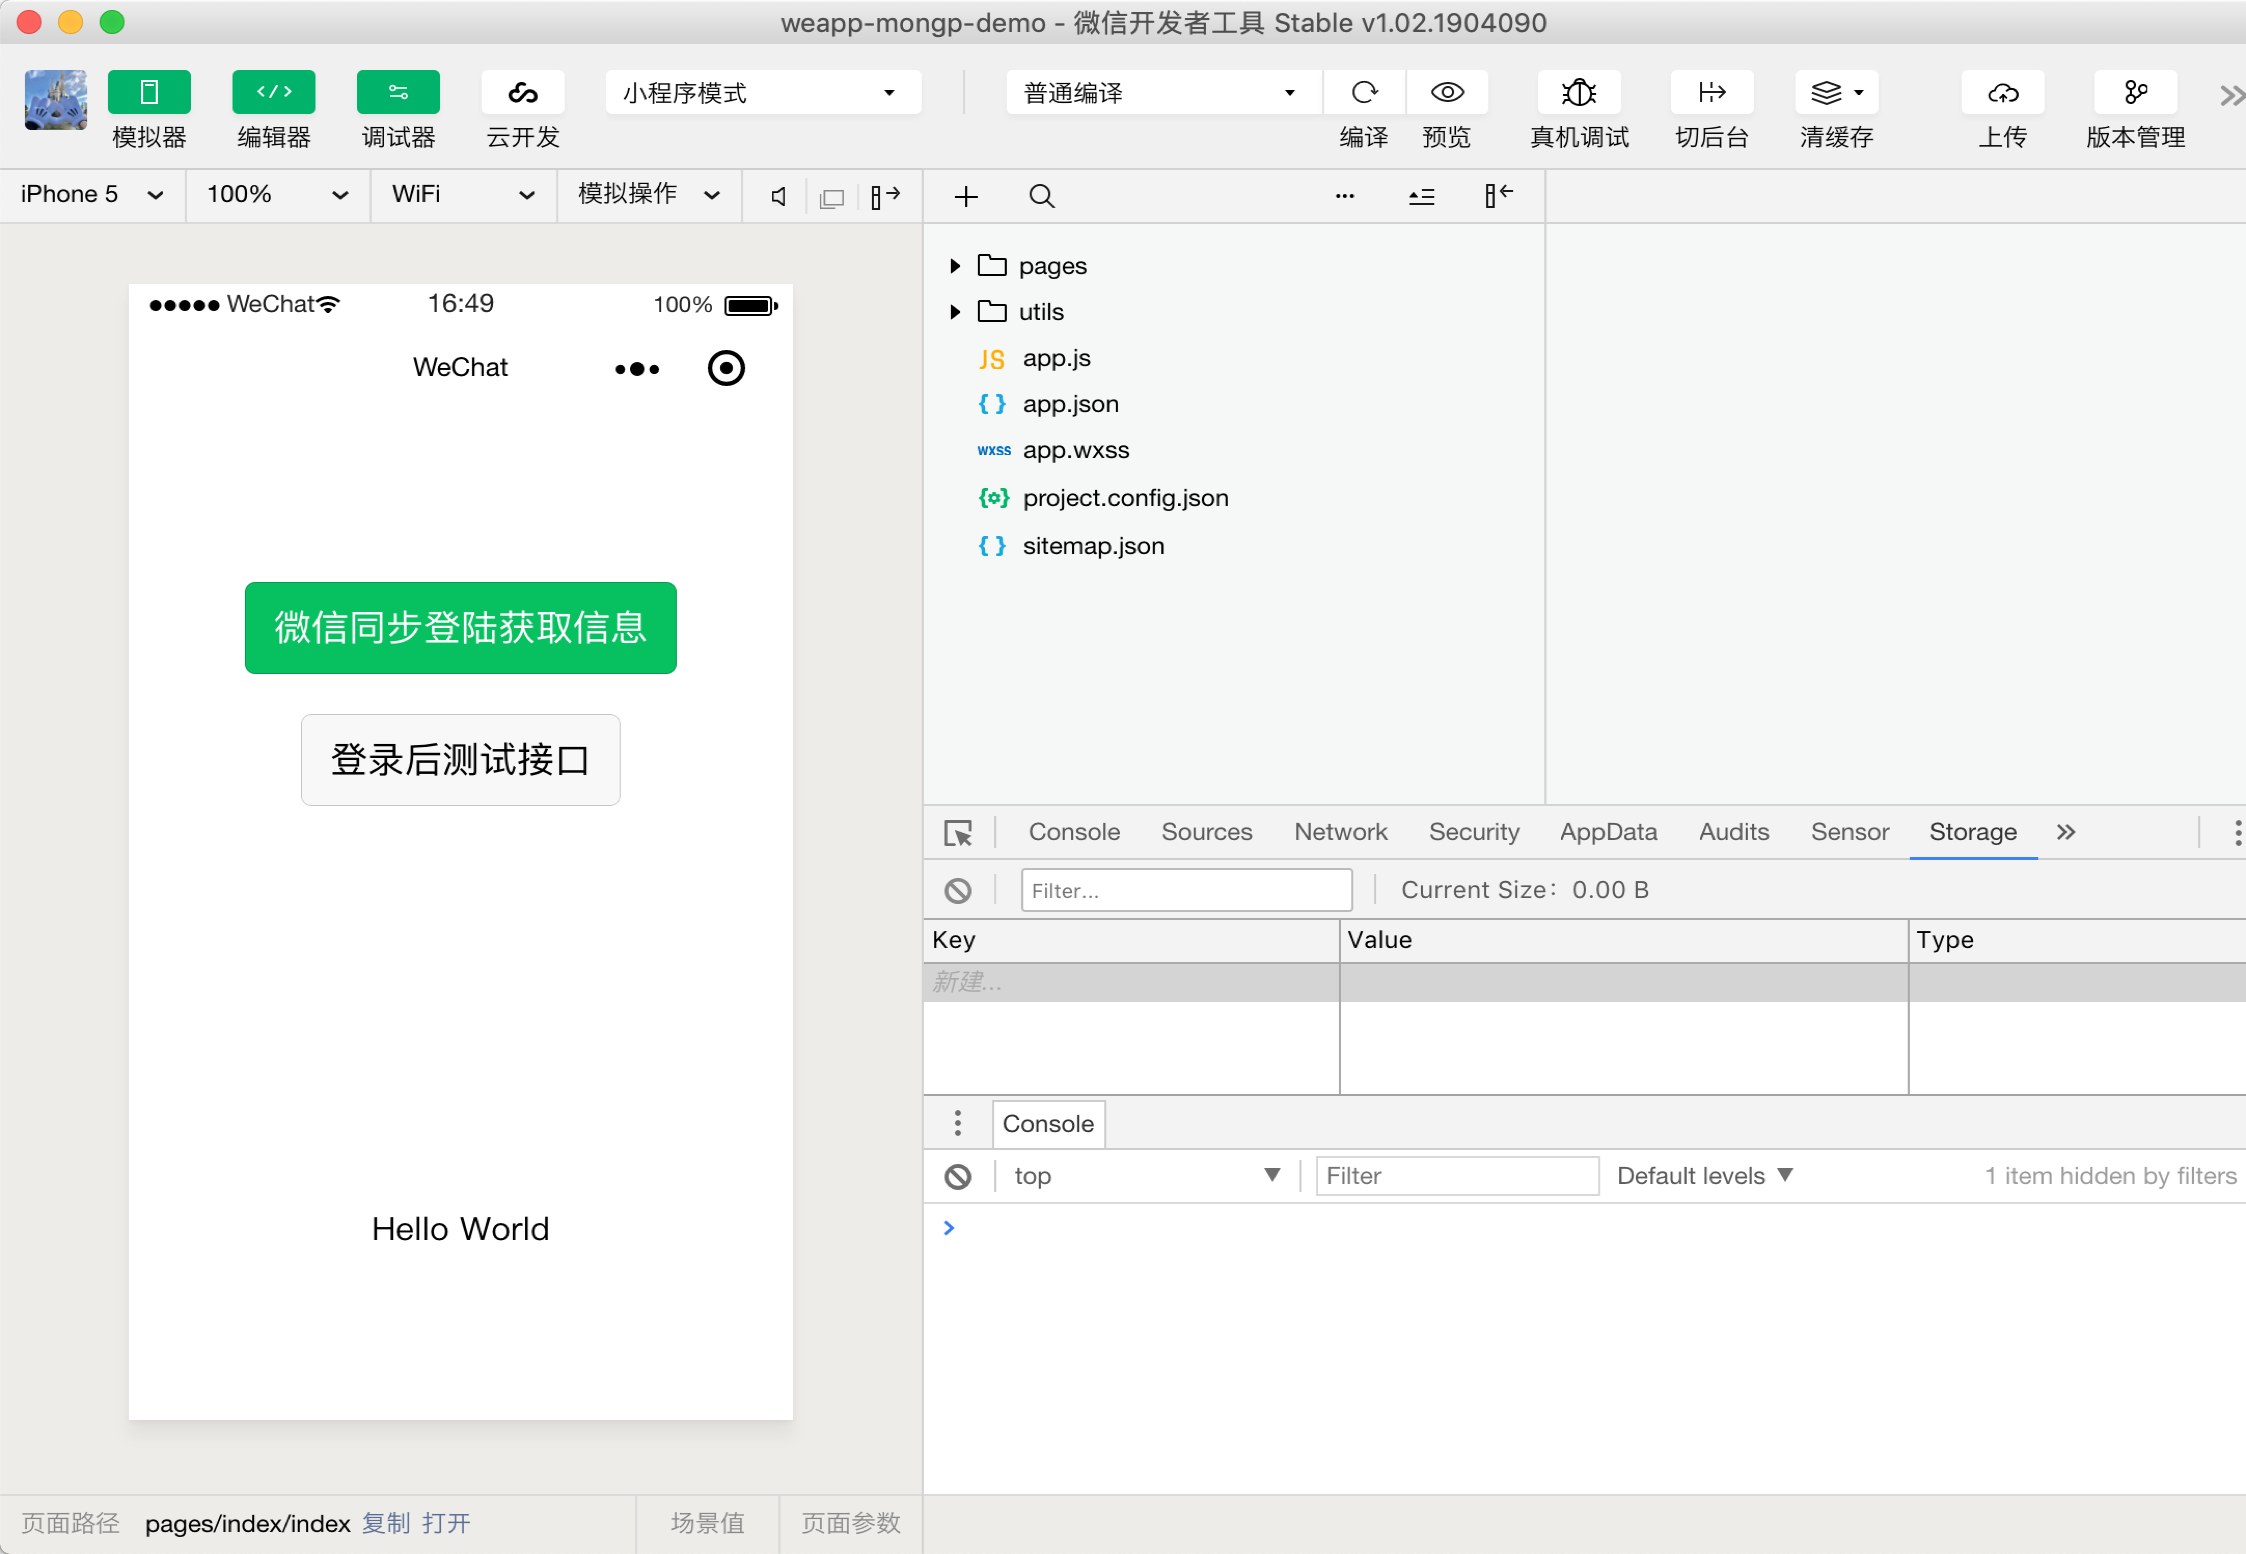 weapp-mongp-demo - 微信开发者工具 Stable v1.02.1904090
模拟器
编辑器
调试器
云开发
小程序模式
普通编译
编译
预览
真机调试
切后台
清缓存
上传
版本管理
iPhone 5
100%
WiFi
模拟操作
WeChat
16:49
100%
WeChat
微信同步登陆获取信息
登录后测试接口
Hello World
pages
utils
JS app.js
{ } app.json
WXSS app.wxss
project.config.json
{ } sitemap.json
Console Sources Network Security AppData Audits Sensor Storage
Filter...
Current Size：0.00 B
Key Value Type
新建...
Console
top
Filter
Default levels
1 item hidden by filters
页面路径 pages/index/index 复制 打开
场景值
页面参数